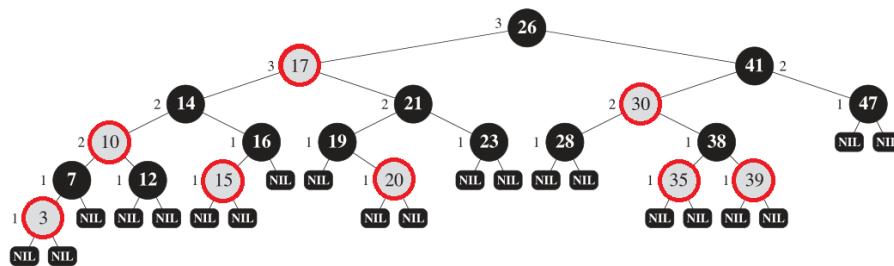 3 26
3 17 41 2
2 14 2 21 2 30 1 47
2 10 1 16 1 19 1 23 1 28 1 38 NIL NIL
1 7 1 12 1 15 NIL NIL 1 20 NIL NIL NIL NIL 1 35 1 39
1 3 NIL NIL NIL NIL NIL NIL NIL NIL NIL NIL NIL
NIL NIL